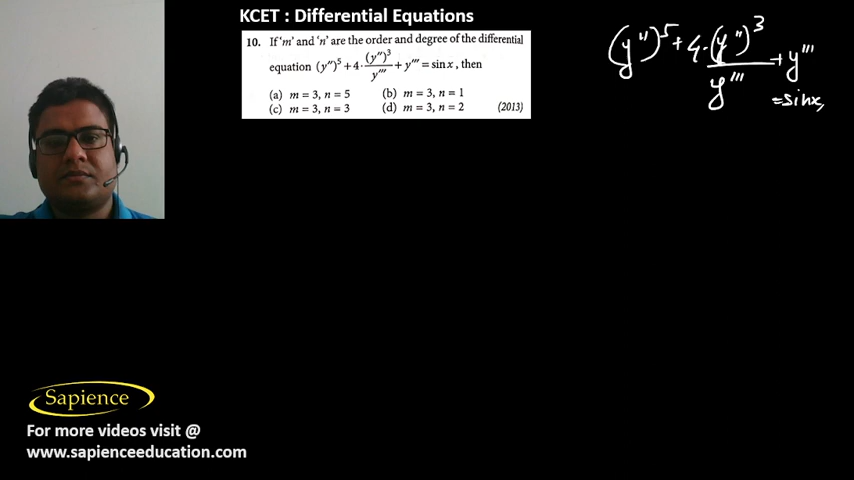 KCET : Differential Equations
10. If 'm' and 'n' are the order and degree of the differential
equation (y'')⁵ + 4 · (y'')³/y''' + y''' = sin x, then
(a) m = 3, n = 5 (b) m = 3, n = 1
(c) m = 3, n = 3 (d) m = 3, n = 2 (2013)
(y'')⁵ + 4 · (y'')³/y''' + y'''
= sinx,
Sapience
For more videos visit @
www.sapienceeducation.com